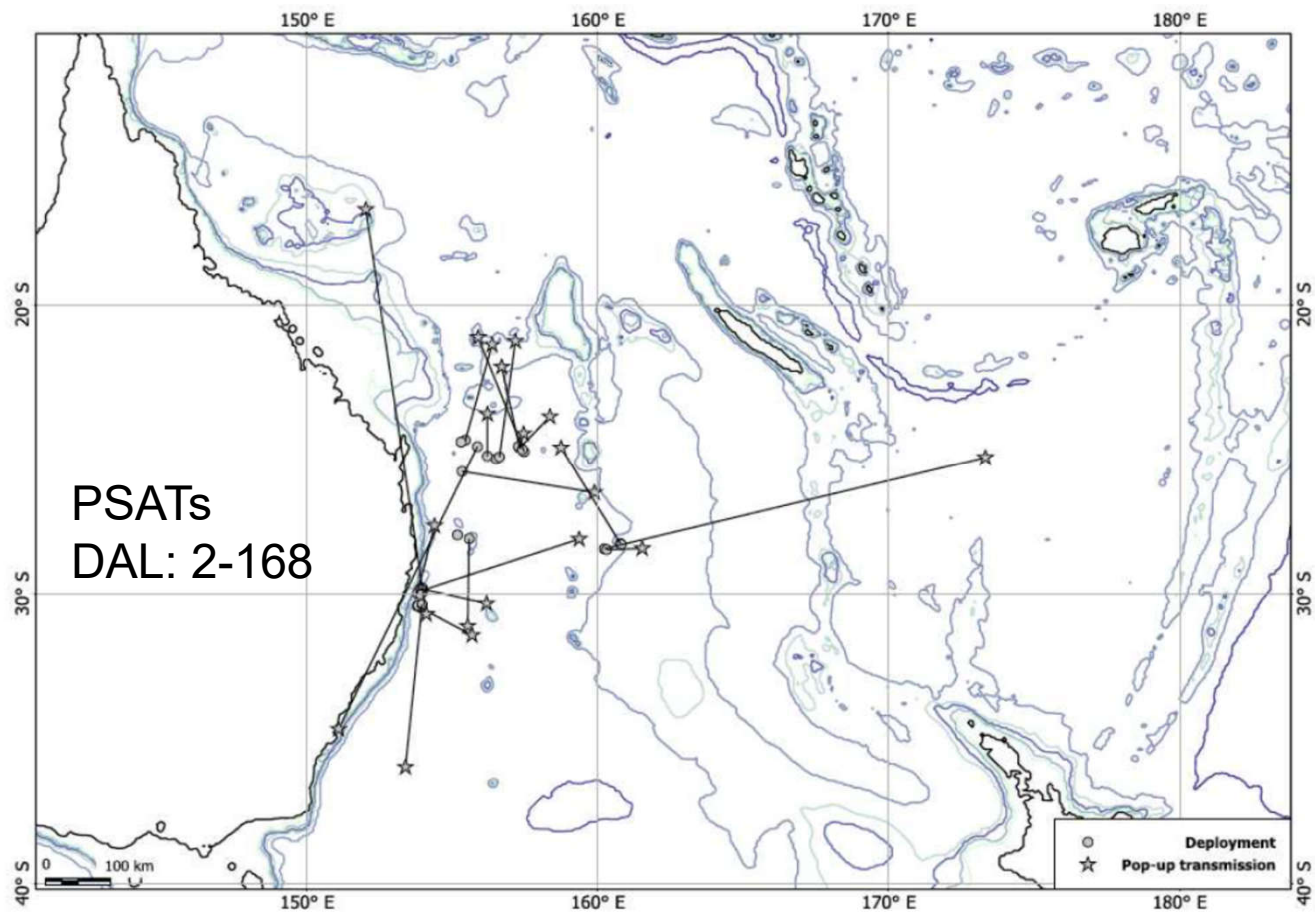 150° E 160° E 170° E 180° E
20° S 20° S
PSATs
DAL: 2-168
30° S 30° S
Deployment
Pop-up transmission
0 100 km
40° S 40° S
150° E 160° E 170° E 180° E